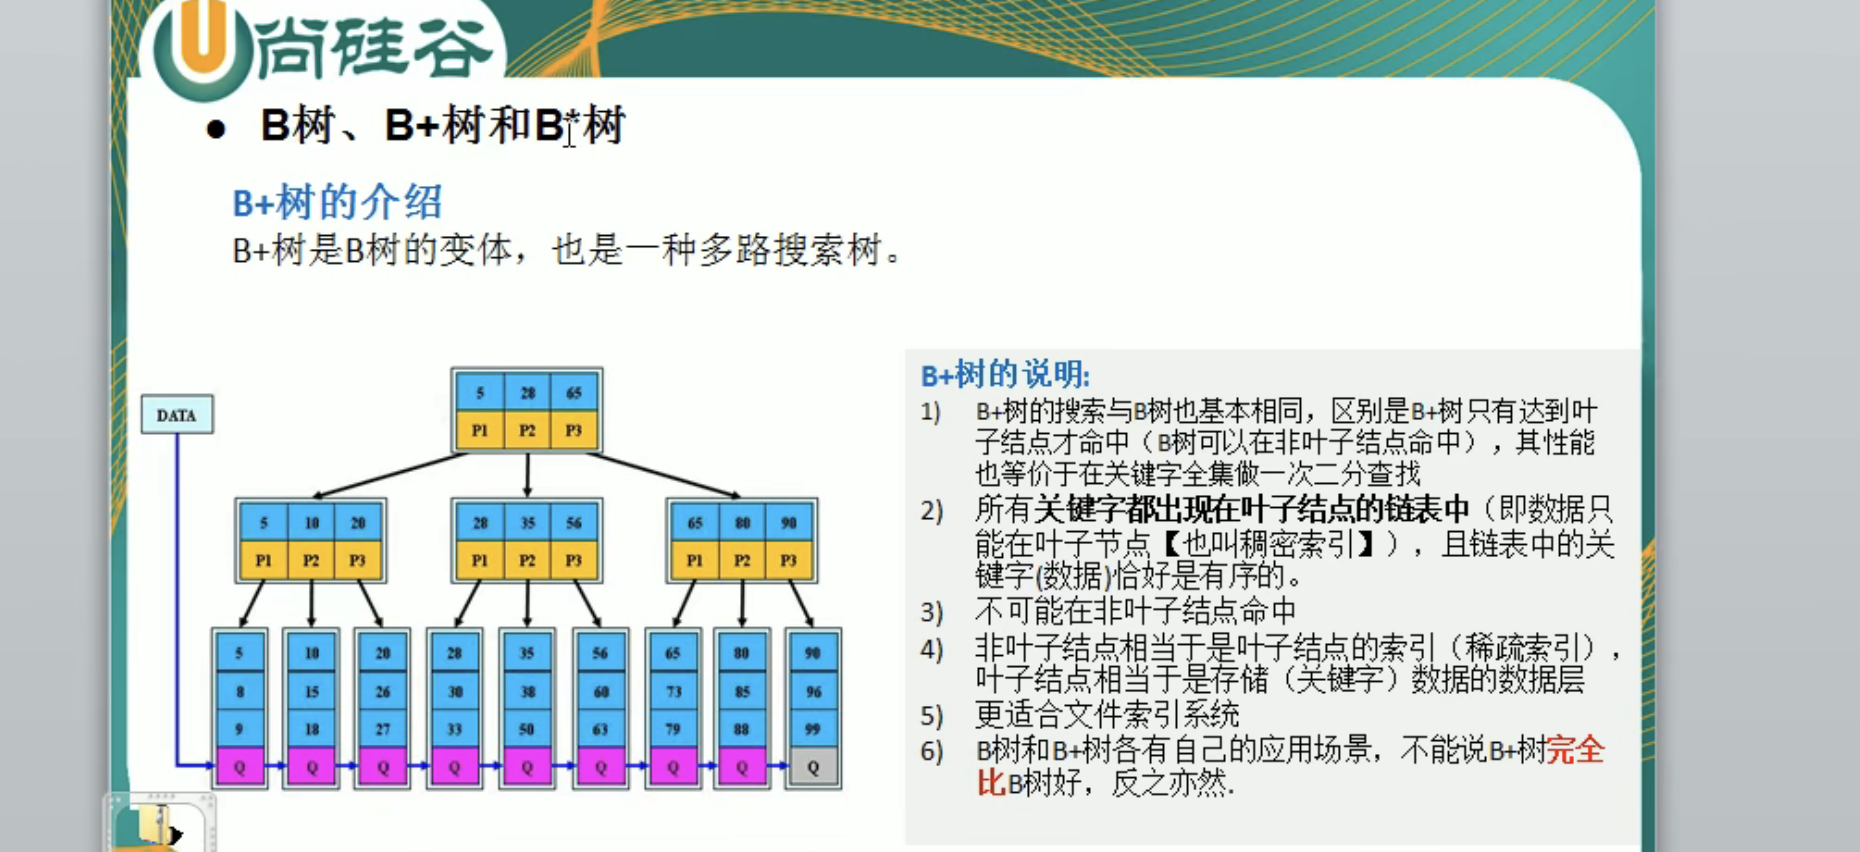 尚硅谷
● B树、B+树和B*树
B+树的介绍
B+树是B树的变体，也是一种多路搜索树。
DATA
5 28 65
P1 P2 P3
5 10 20
P1 P2 P3
28 35 56
P1 P2 P3
65 80 90
P1 P2 P3
5 10 20 28 35 56 65 80 90
8 15 26 30 38 60 73 85 96
9 18 27 33 50 63 79 88 99
Q Q Q Q Q Q Q Q Q
B+树的说明:
1) B+树的搜索与B树也基本相同，区别是B+树只有达到叶
子结点才命中（B树可以在非叶子结点命中），其性能
也等价于在关键字全集做一次二分查找
2) 所有关键字都出现在叶子结点的链表中（即数据只
能在叶子节点【也叫稠密索引】），且链表中的关
键字(数据)恰好是有序的。
3) 不可能在非叶子结点命中
4) 非叶子结点相当于是叶子结点的索引（稀疏索引），
叶子结点相当于是存储（关键字）数据的数据层
5) 更适合文件索引系统
6) B树和B+树各有自己的应用场景，不能说B+树完全
比B树好，反之亦然.